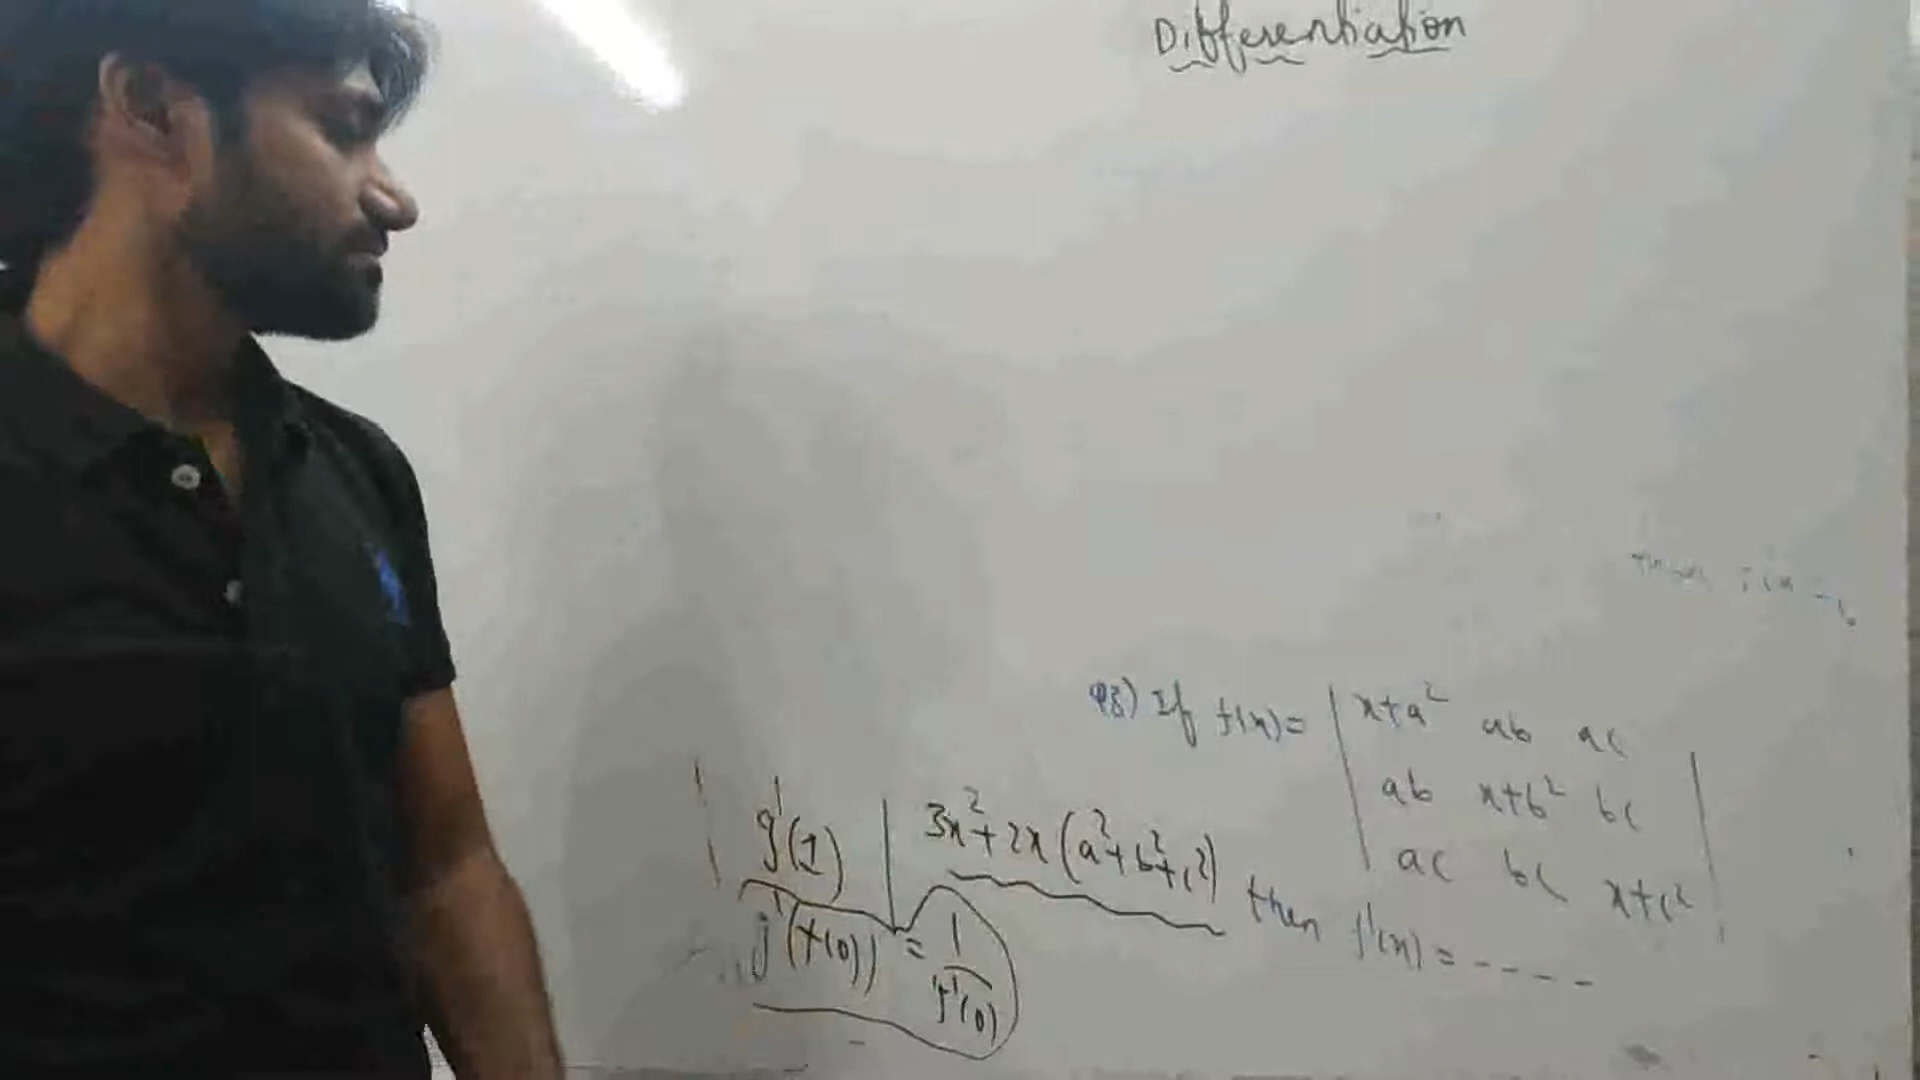 Differentiation
Q8) If f(x) = | x+a² ab ac
ab x+b² bc
ac bc x+c² |
then f'(x) = - - - -
3x²+2x(a²+b²+c²)
g'(1)
g'(f(0)) = 1/f'(0)